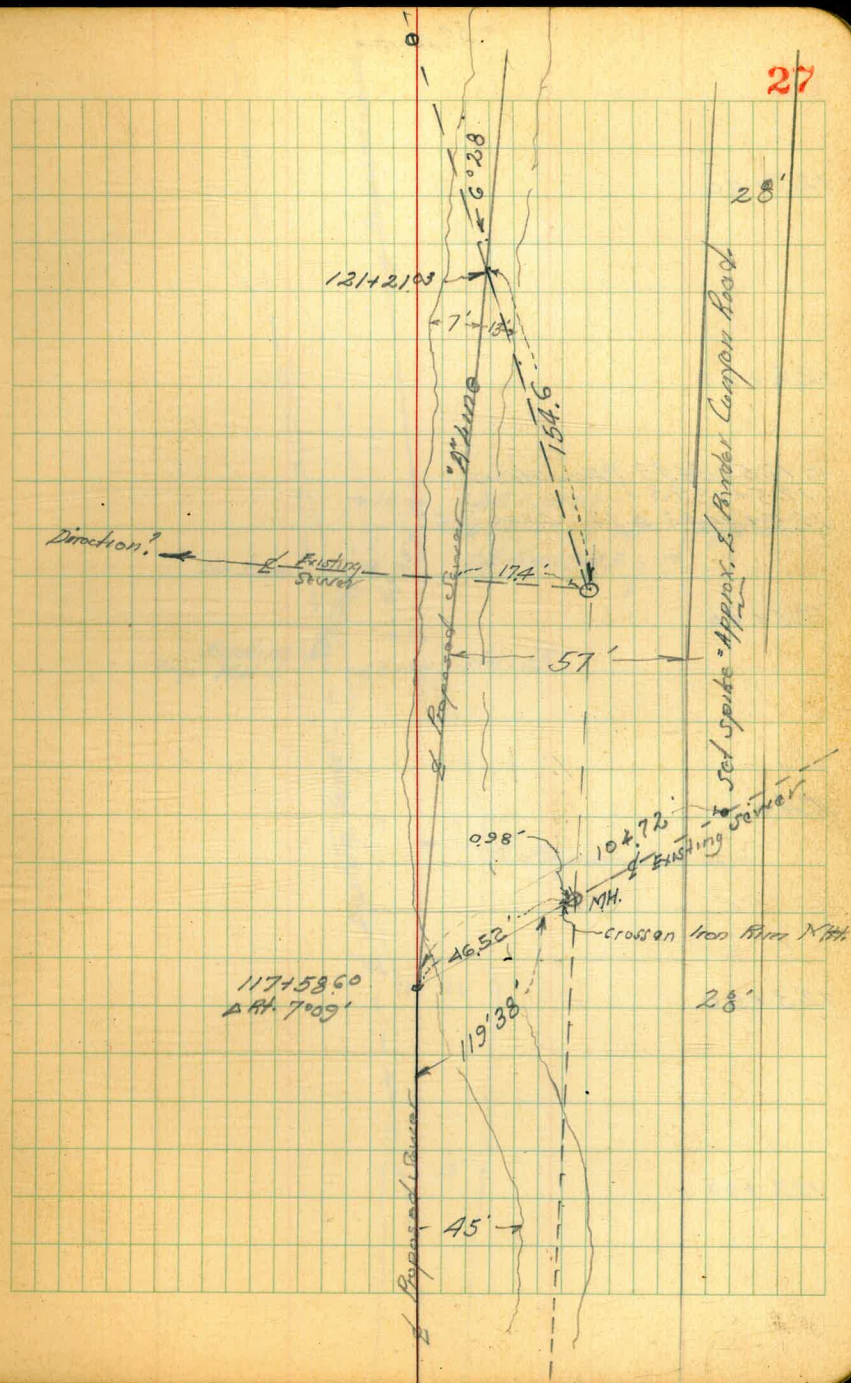 27
28'
6°28
121+21.03
7'
13'
154.6
"A" Line
℄ Proposed Sewer
Direction?
℄ Existing
Sewer
17.4'
57'
Set spike "Approx. ℄ Pander Canyon Road
104.72'
℄ Existing Sewer
0.98'
MH.
Cross on Iron Rim MH.
46.52'
117+58.60
Δ Rt. 7°09'
119°38'
28'
℄ Proposed Sewer
45'